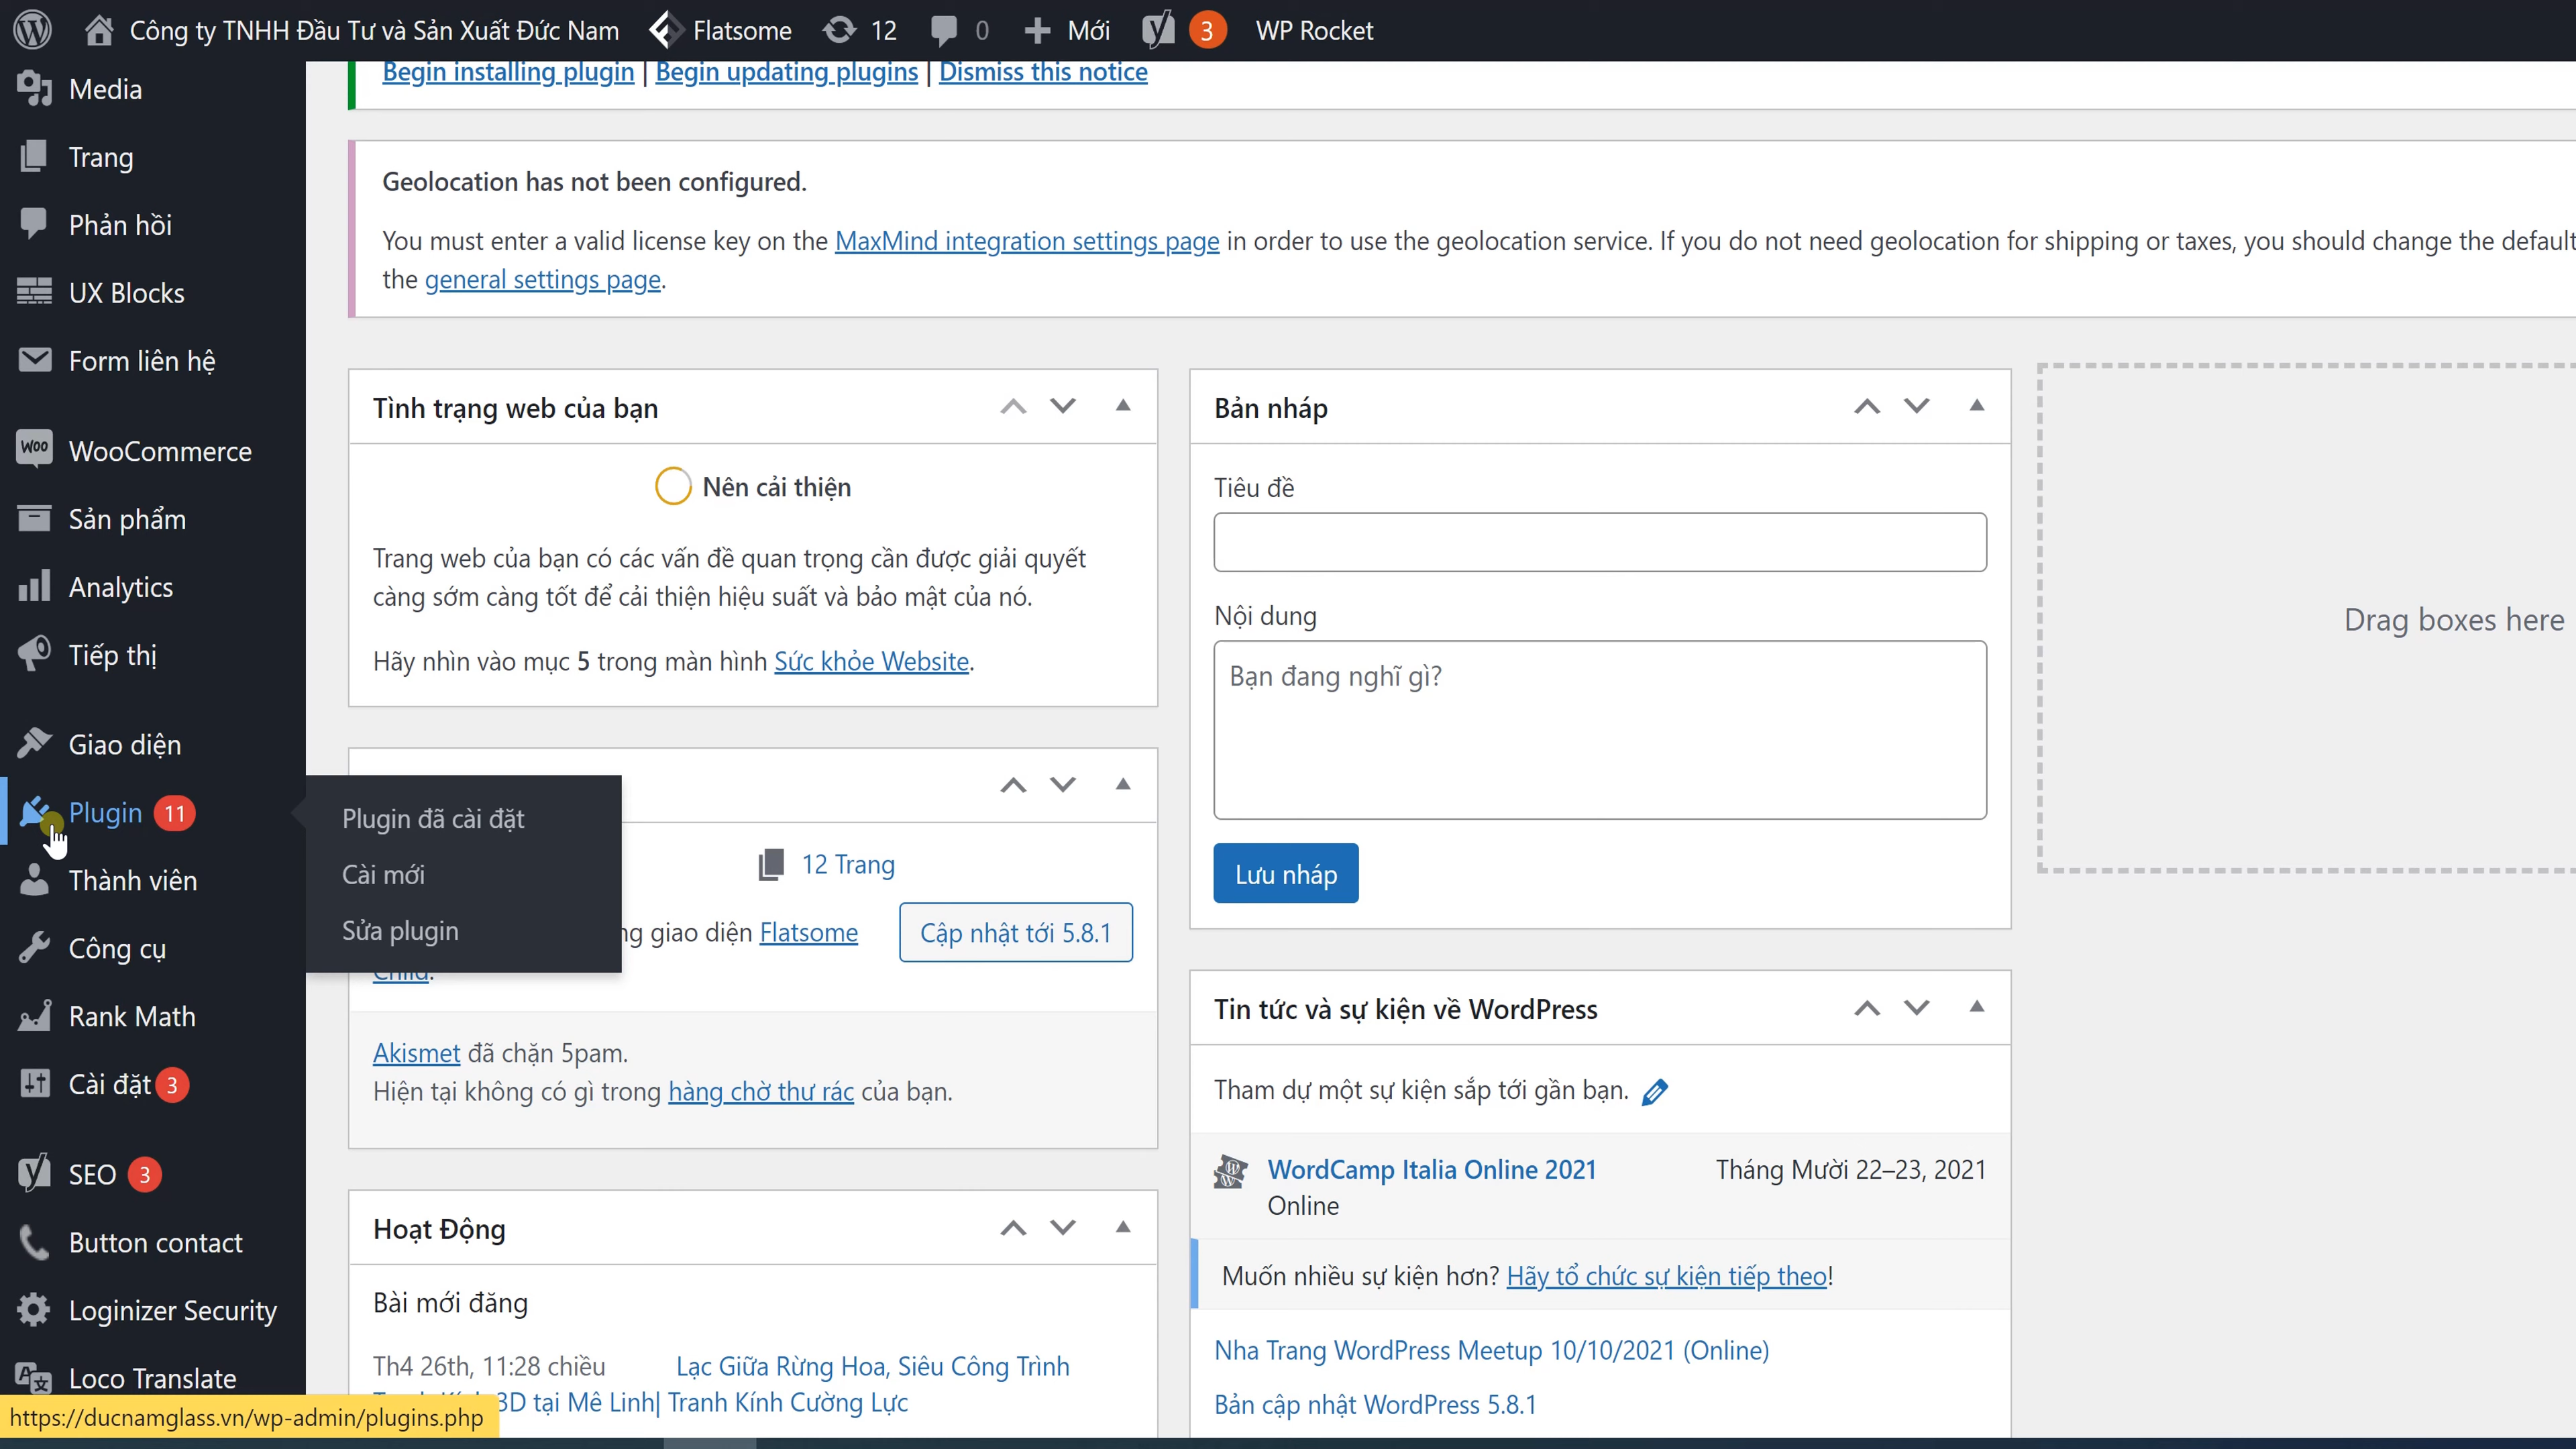 Công ty TNHH Đầu Tư và Sản Xuất Đức Nam
Flatsome
12
0
Mới
3
WP Rocket
Media
Trang
Phản hồi
UX Blocks
Form liên hệ
WooCommerce
Sản phẩm
Analytics
Tiếp thị
Giao diện
Plugin 11
Thành viên
Công cụ
Rank Math
Cài đặt 3
SEO 3
Button contact
Loginizer Security
Loco Translate
https://ducnamglass.vn/wp-admin/plugins.php
Plugin đã cài đặt
Cài mới
Sửa plugin
Begin installing plugin | Begin updating plugins | Dismiss this notice
Geolocation has not been configured.
You must enter a valid license key on the MaxMind integration settings page in order to use the geolocation service. If you do not need geolocation for shipping or taxes, you should change the default
the general settings page.
Tình trạng web của bạn
Nên cải thiện
Trang web của bạn có các vấn đề quan trọng cần được giải quyết
càng sớm càng tốt để cải thiện hiệu suất và bảo mật của nó.
Hãy nhìn vào mục 5 trong màn hình Sức khỏe Website.
12 Trang
giao diện Flatsome
Child.
Cập nhật tới 5.8.1
Akismet đã chặn 5pam.
Hiện tại không có gì trong hàng chờ thư rác của bạn.
Hoạt Động
Bài mới đăng
Th4 26th, 11:28 chiều
Lạc Giữa Rừng Hoa, Siêu Công Trình
3D tại Mê Linh| Tranh Kính Cường Lực
Bản nháp
Tiêu đề
Nội dung
Bạn đang nghĩ gì?
Lưu nháp
Tin tức và sự kiện về WordPress
Tham dự một sự kiện sắp tới gần bạn.
WordCamp Italia Online 2021
Tháng Mười 22–23, 2021
Online
Muốn nhiều sự kiện hơn? Hãy tổ chức sự kiện tiếp theo!
Nha Trang WordPress Meetup 10/10/2021 (Online)
Bản cập nhật WordPress 5.8.1
Drag boxes here